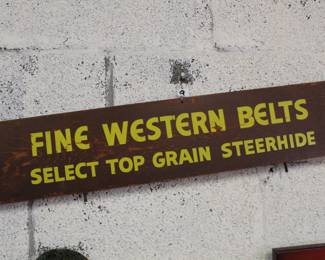 FINE WESTERN BELTS
SELECT TOP GRAIN STEERHIDE